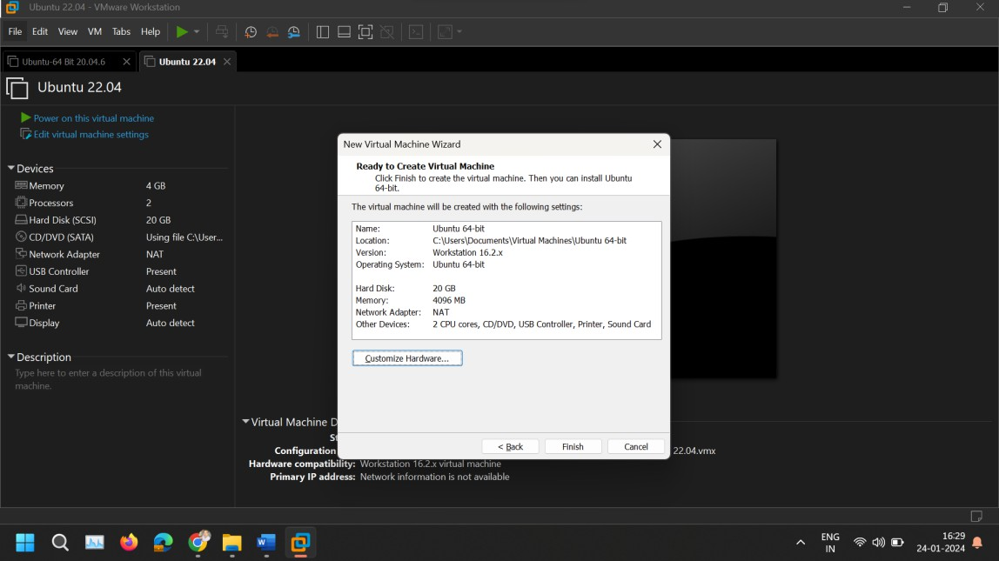 Ubuntu 22.04 - VMware Workstation
File Edit View VM Tabs Help
Ubuntu-64 Bit 20.04.6
Ubuntu 22.04
Ubuntu 22.04
Power on this virtual machine
Edit virtual machine settings
Devices
Memory 4 GB
Processors 2
Hard Disk (SCSI) 20 GB
CD/DVD (SATA) Using file C:\User...
Network Adapter NAT
USB Controller Present
Sound Card Auto detect
Printer Present
Display Auto detect
Description
Type here to enter a description of this virtual
machine.
New Virtual Machine Wizard
Ready to Create Virtual Machine
Click Finish to create the virtual machine. Then you can install Ubuntu
64-bit.
The virtual machine will be created with the following settings:
Name: Ubuntu 64-bit
Location: C:\Users\Documents\Virtual Machines\Ubuntu 64-bit
Version: Workstation 16.2.x
Operating System: Ubuntu 64-bit
Hard Disk: 20 GB
Memory: 4096 MB
Network Adapter: NAT
Other Devices: 2 CPU cores, CD/DVD, USB Controller, Printer, Sound Card
Customize Hardware...
< Back Finish Cancel
Virtual Machine D
St
Configuration 22.04.vmx
Hardware compatibility: Workstation 16.2.x virtual machine
Primary IP address: Network information is not available
ENG
IN
16:29
24-01-2024